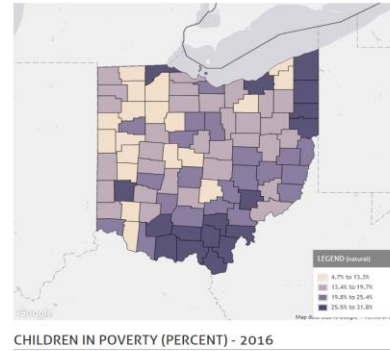 Google
LEGEND (natural)
4.7% to 13.3%
13.4% to 19.7%
19.8% to 25.4%
25.5% to 31.8%
CHILDREN IN POVERTY (PERCENT) - 2016